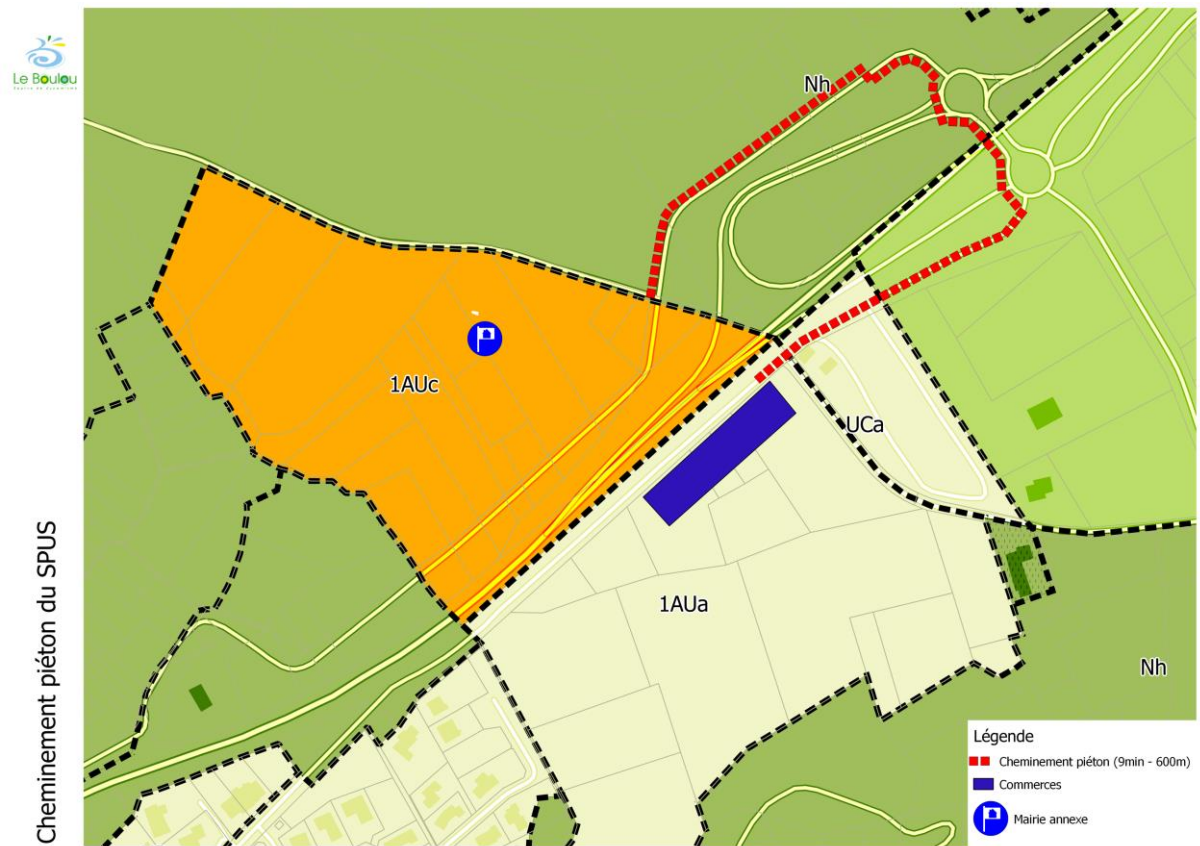 Le Boulou
Cheminement piéton du SPUS
Nh
1AUc
UCa
1AUa
Nh
Légende
Cheminement piéton (9min - 600m)
Commerces
Mairie annexe